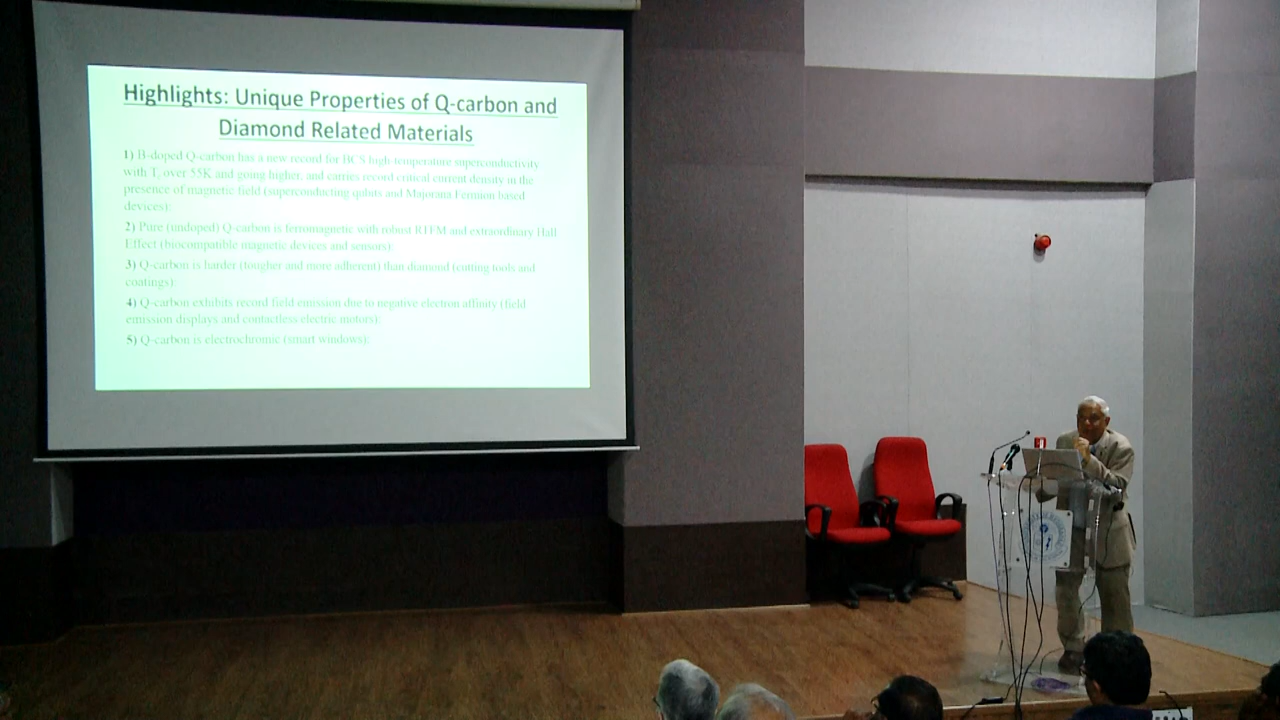 Highlights: Unique Properties of Q-carbon and
Diamond Related Materials
1) B-doped Q-carbon has a new record for BCS high-temperature superconductivity
with Tc over 55K and going higher, and carries record critical current density in the
presence of magnetic field (superconducting qubits and Majorana Fermion based
devices);
2) Pure (undoped) Q-carbon is ferromagnetic with robust RTFM and extraordinary Hall
Effect (biocompatible magnetic devices and sensors);
3) Q-carbon is harder (tougher and more adherent) than diamond (cutting tools and
coatings);
4) Q-carbon exhibits record field emission due to negative electron affinity (field
emission displays and contactless electric motors);
5) Q-carbon is electrochromic (smart windows);